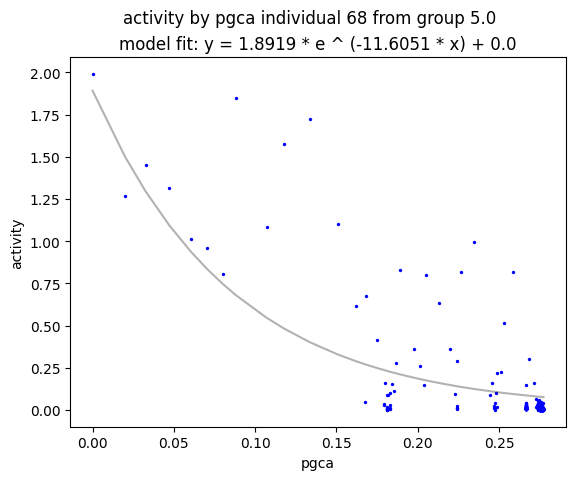 activity by pgca individual 68 from group 5.0
model fit: y = 1.8919 * e ^ (-11.6051 * x) + 0.0
2.00
1.75
1.50
1.25
1.00
0.75
0.50
0.25
0.00
activity
0.00 0.05 0.10 0.15 0.20 0.25
pgca